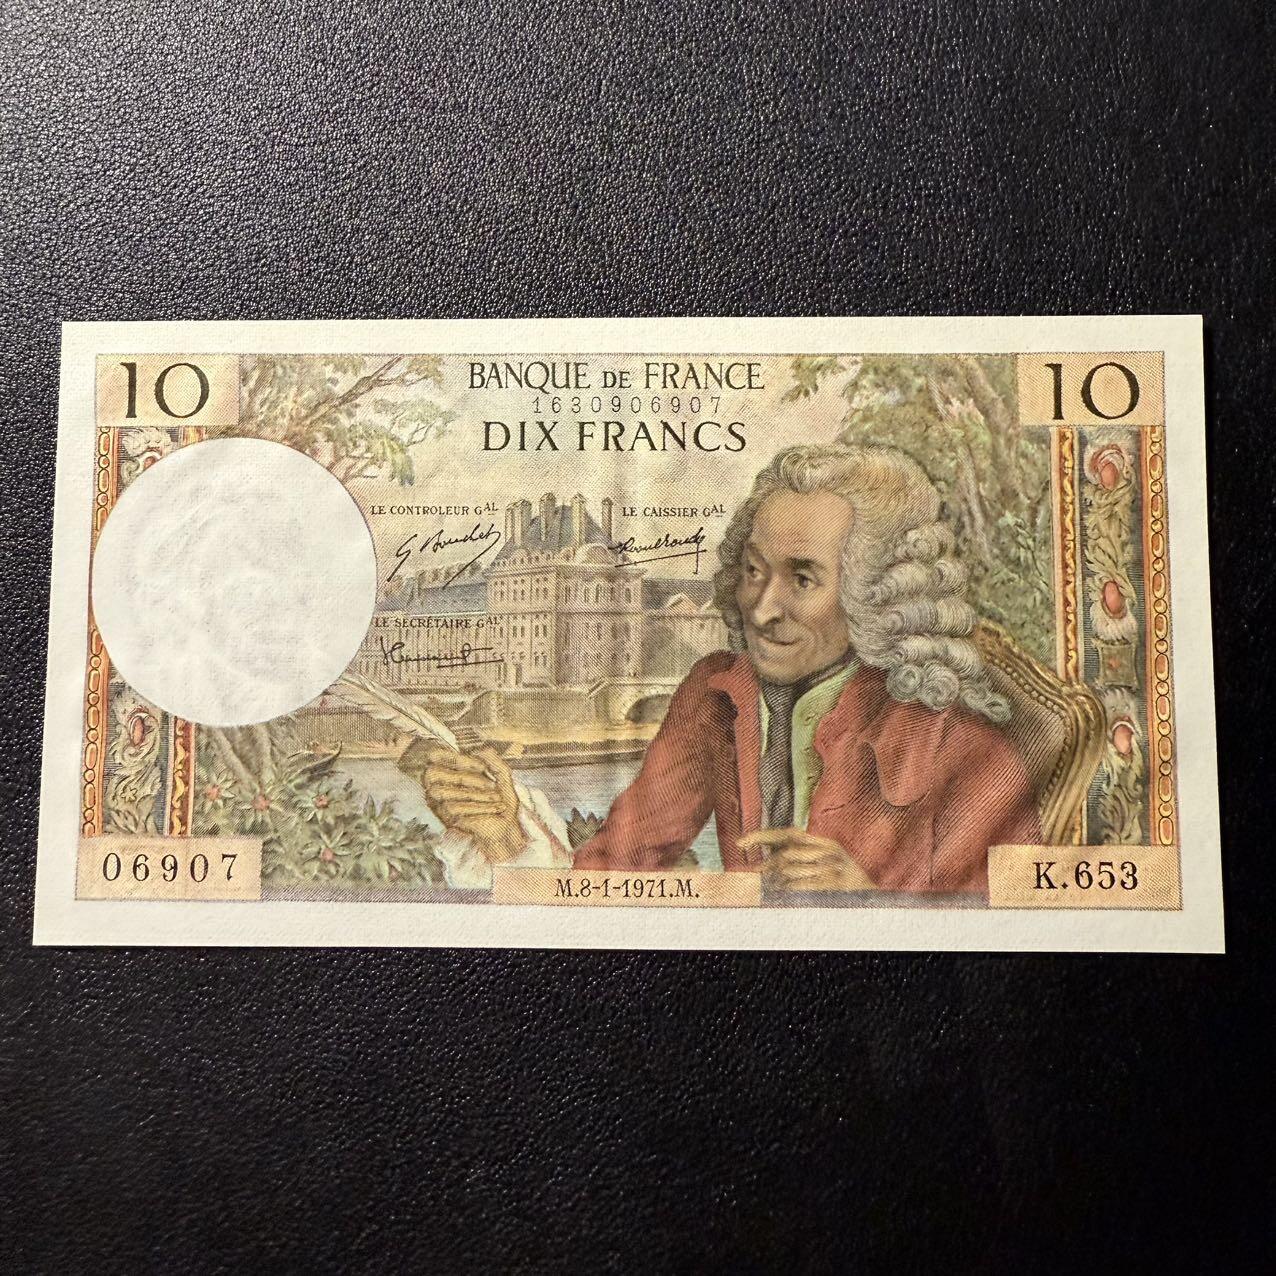 10
BANQUE DE FRANCE
10
1630906907
DIX FRANCS
LE CONTROLEUR GAL
LE CAISSIER GAL
G Bouchet
LE SECRÉTAIRE GAL
06907
M.8-1-1971.M.
K.653